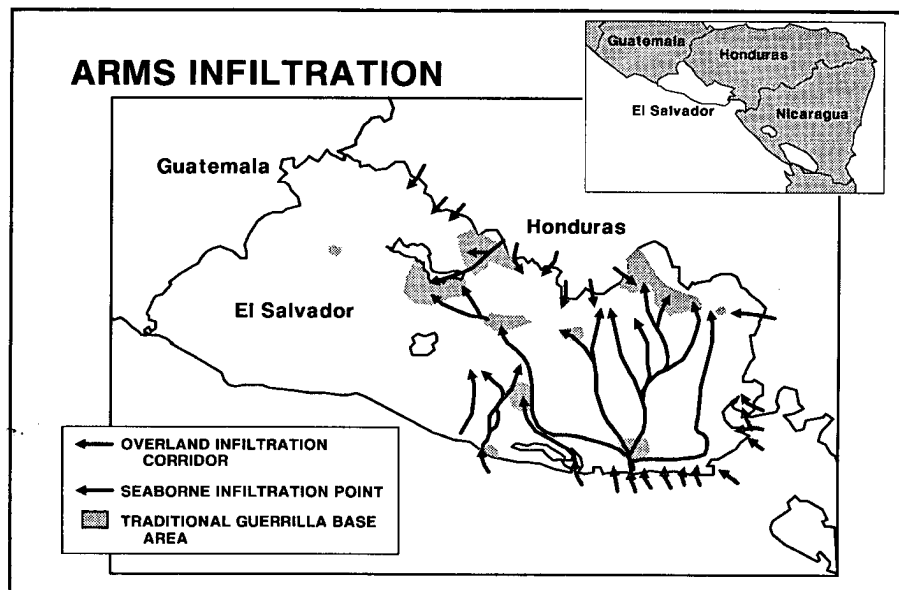 ARMS INFILTRATION
Guatemala
Honduras
El Salvador
Nicaragua
Guatemala
Honduras
El Salvador
OVERLAND INFILTRATION
CORRIDOR
SEABORNE INFILTRATION POINT
TRADITIONAL GUERRILLA BASE
AREA